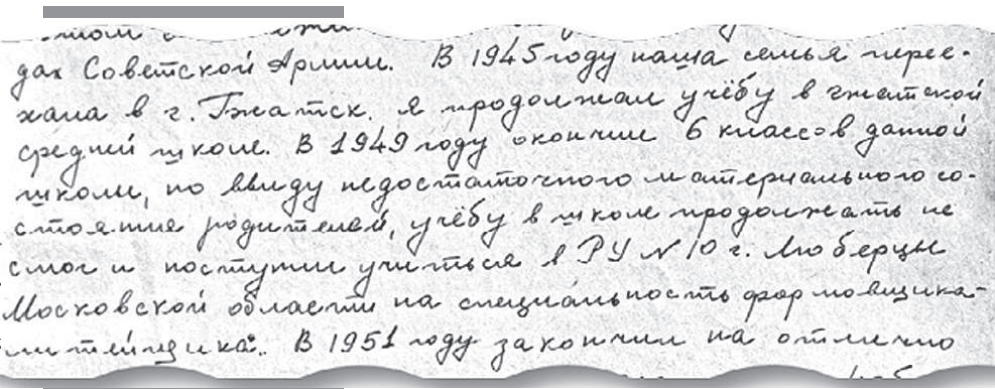 дах Советской Армии. В 1945 году наша семья перее-
хала в г. Гжатск. Я продолжал учёбу в гжатской
средней школе. В 1949 году окончил 6 классов данной
школы, но ввиду недостаточного материального со-
стояние родителей, учёбу в школе продолжать не
смог и поступил учиться в РУ № 10 г. Люберцы
Московской области на специальность формовщика-
литейщика. В 1951 году закончил на отлично